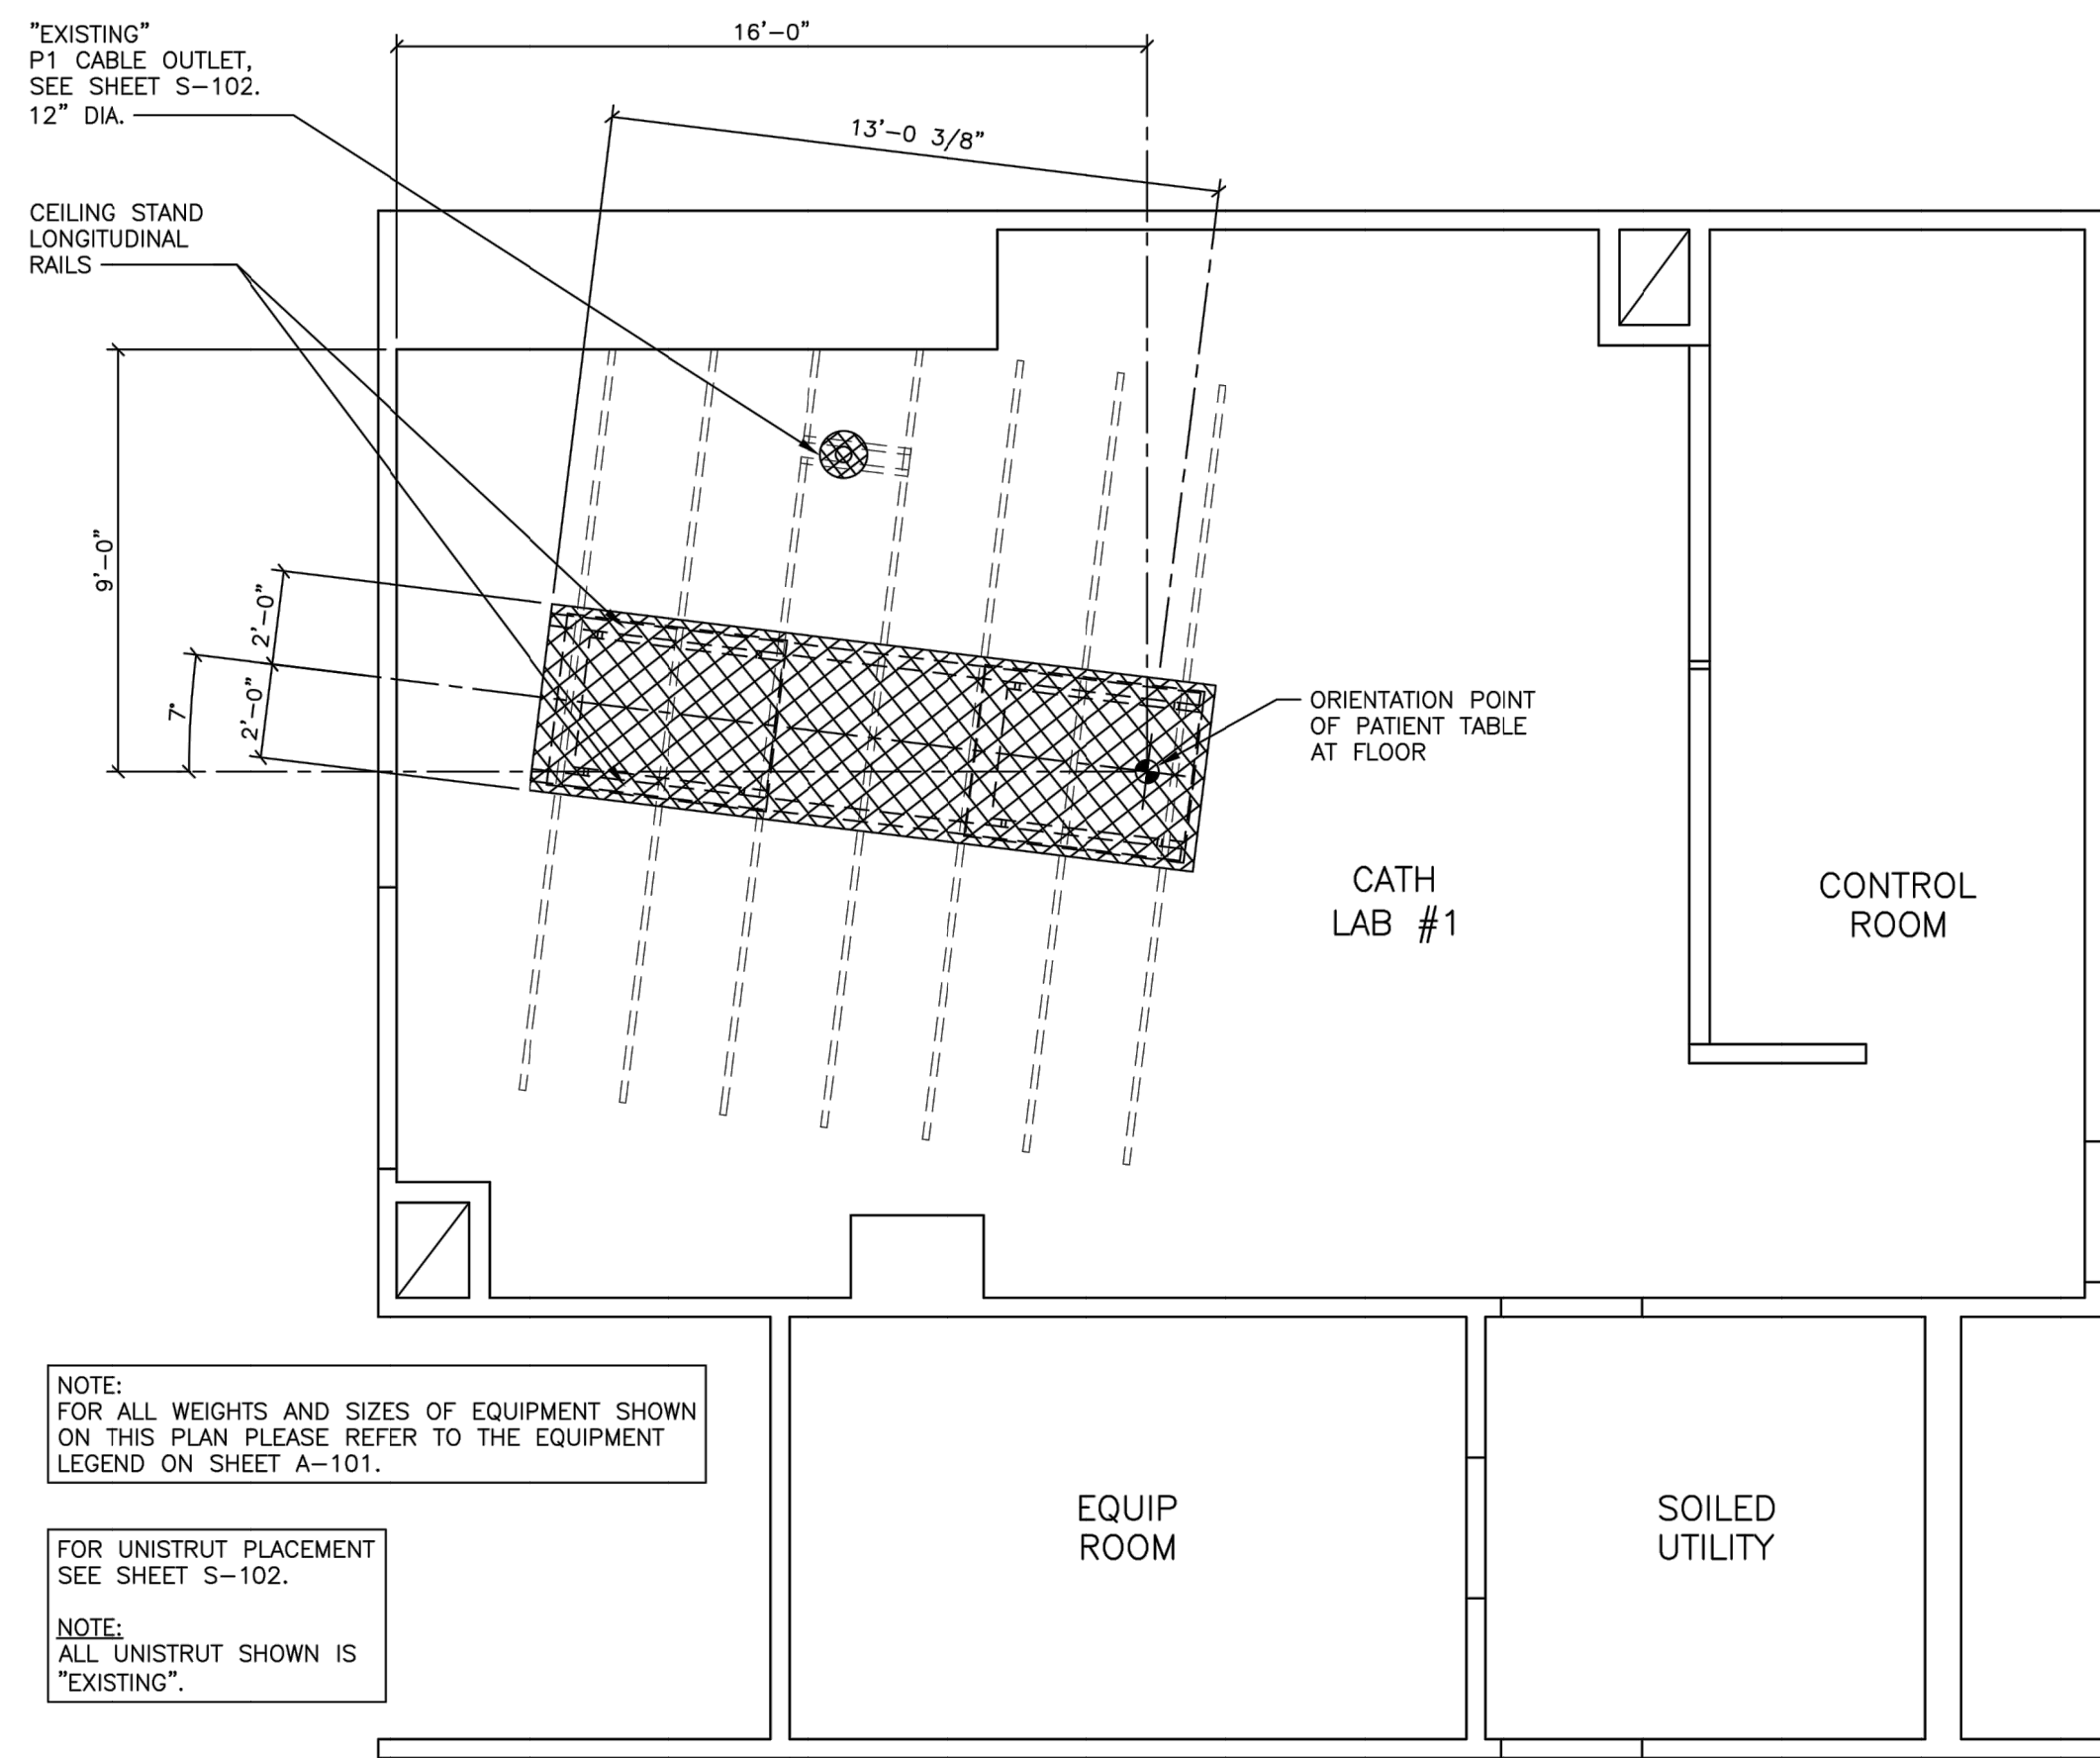 ”EXISTING”
P1 CABLE OUTLET,
SEE SHEET S-102.
12” DIA.
16’-0”
13’-0 3/8”
CEILING STAND
LONGITUDINAL
RAILS
9’-0”
2’-0”
2’-0”
7°
ORIENTATION POINT
OF PATIENT TABLE
AT FLOOR
CATH
LAB #1
CONTROL
ROOM
NOTE:
FOR ALL WEIGHTS AND SIZES OF EQUIPMENT SHOWN
ON THIS PLAN PLEASE REFER TO THE EQUIPMENT
LEGEND ON SHEET A-101.
EQUIP
ROOM
SOILED
UTILITY
FOR UNISTRUT PLACEMENT
SEE SHEET S-102.
NOTE:
ALL UNISTRUT SHOWN IS
”EXISTING”.